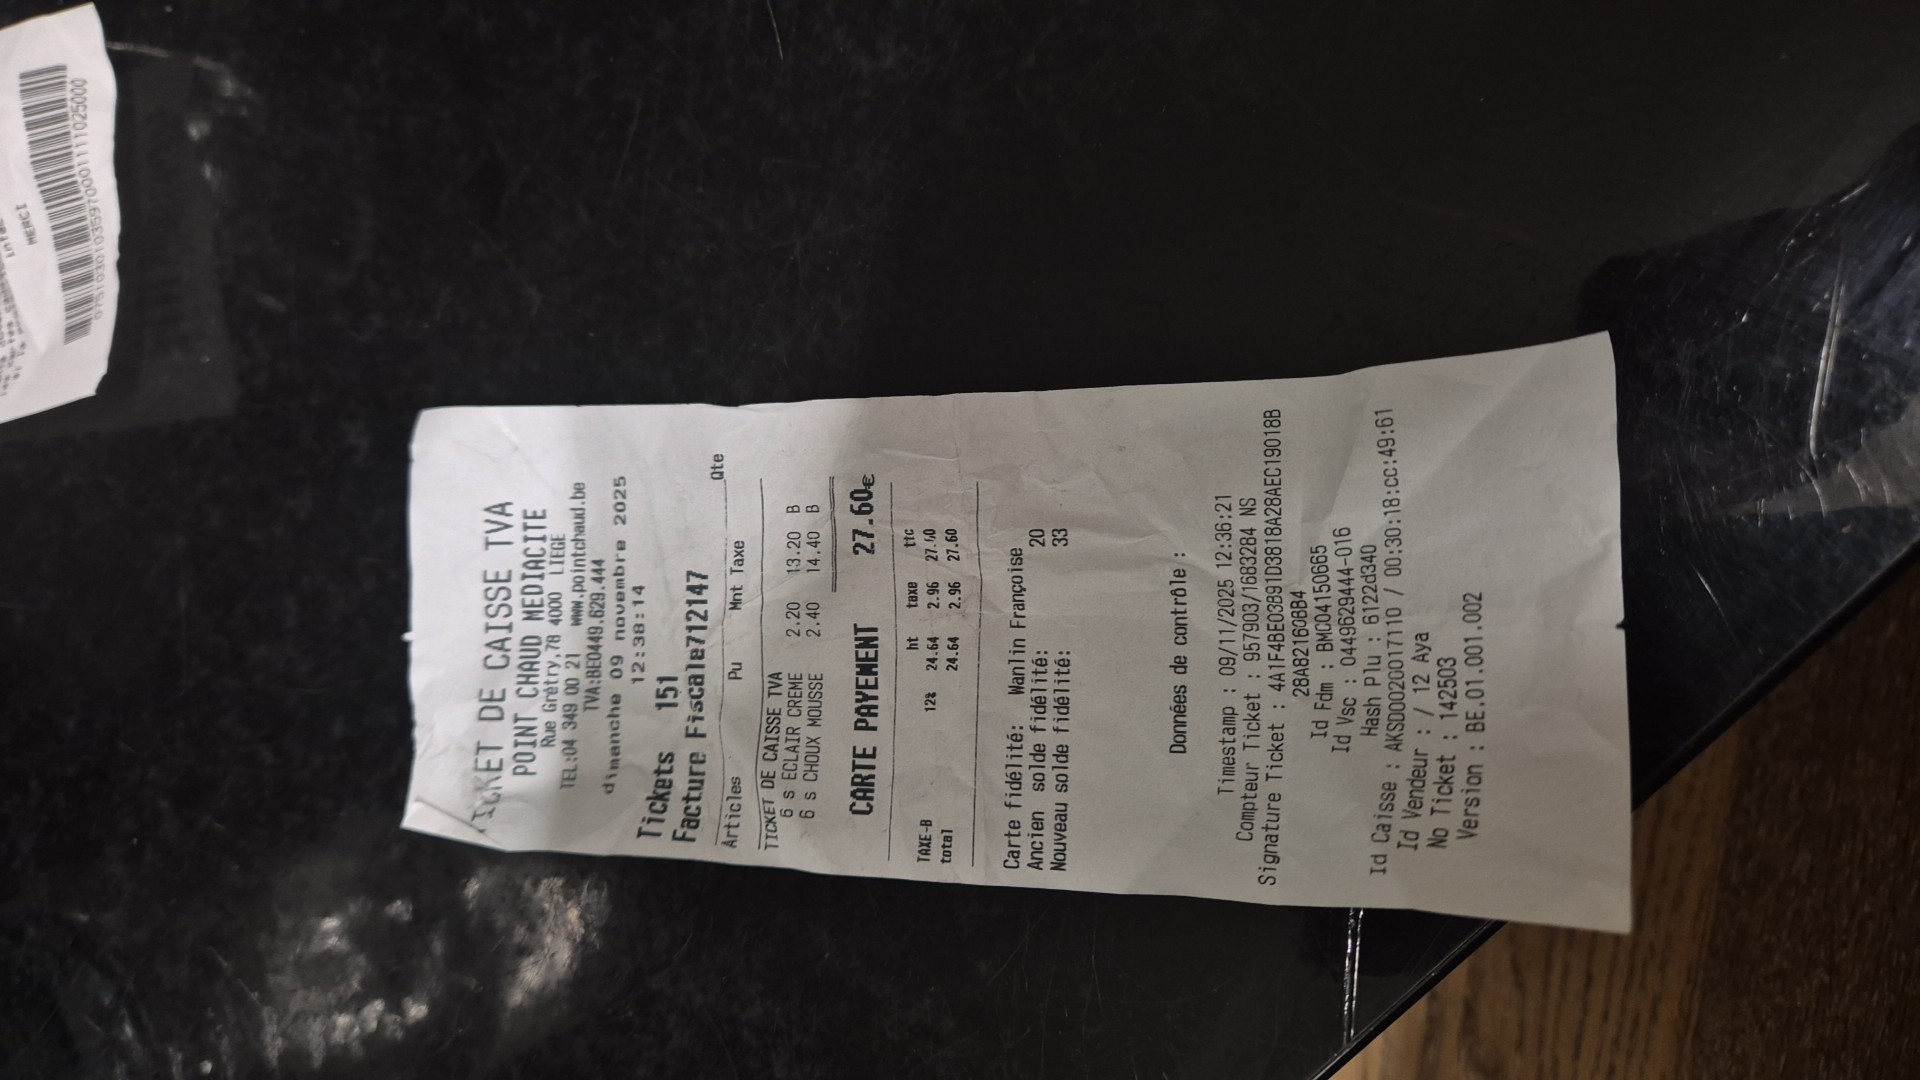 TICKET DE CAISSE TVA
POINT CHAUD MEDIACITE
Rue Grétry,78 4000 LIEGE
TEL:04 349 00 21 www.pointchaud.be
TVA:BE0449.629.444
dimanche 09 novembre 2025
12:38:14
Tickets 151
Facture Fiscale712147
Articles Pu Mnt Taxe Qte
TICKET DE CAISSE TVA
6 s ECLAIR CREME 2.20 13.20 B
6 s CHOUX MOUSSE 2.40 14.40 B
CARTE PAYEMENT 27.60€
ht taxe ttc
TAXE-B 12% 24.64 2.96 27.60
total 24.64 2.96 27.60
Carte fidélité: Wanlin Françoise
Ancien solde fidélité: 20
Nouveau solde fidélité: 33
Données de contrôle :
Timestamp : 09/11/2025 12:36:21
Compteur Ticket : 957903/1683284 NS
Signature Ticket : 4A1F4BE03B91D3818A28AEC1901BB
28A82160BB4
Id Fdm : BMC04150665
Id Vsc : 0449629444-016
Hash Plu : 6122d340
Id Caisse : AKSD0020017110 / 00:30:18:cc:49:61
Id Vendeur : / 12 Aya
No Ticket : 142503
Version : BE.01.001.002
MERCI